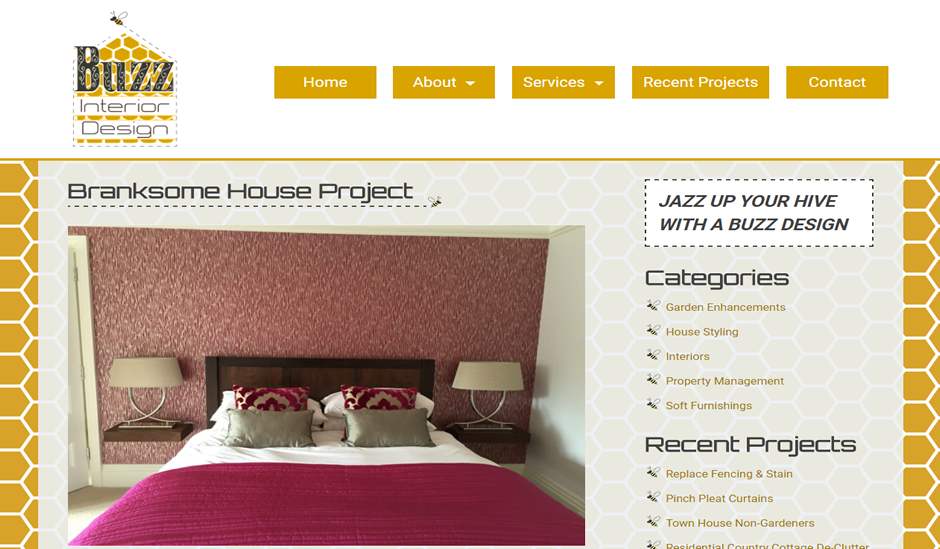 Buzz
Interior
Design
Home
About
Services
Recent Projects
Contact
Branksome House Project
JAZZ UP YOUR HIVE
WITH A BUZZ DESIGN
Categories
Garden Enhancements
House Styling
Interiors
Property Management
Soft Furnishings
Recent Projects
Replace Fencing & Stain
Pinch Pleat Curtains
Town House Non-Gardeners
Residential Country Cottage De-Clutter